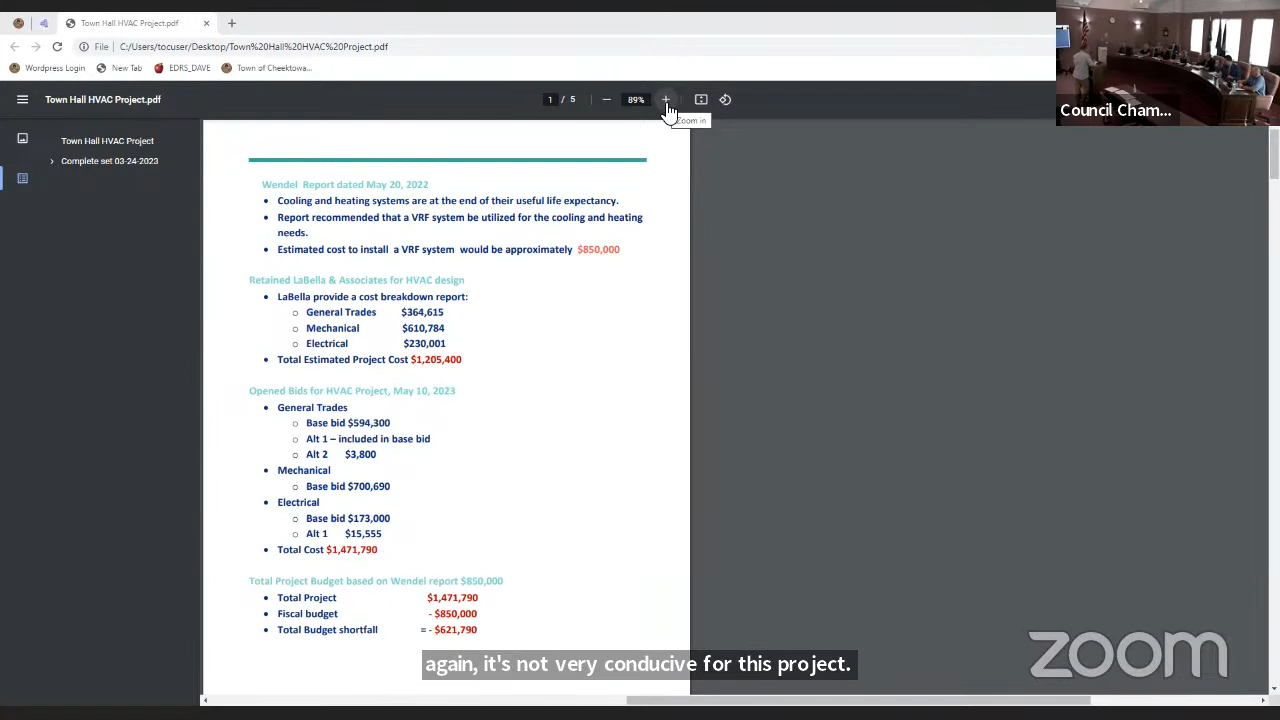 Town Hall HVAC Project.pdf
File C:/Users/tocuser/Desktop/Town%20Hall%20HVAC%20Project.pdf
Wordpress Login New Tab EDRS_DAVE Town of Cheektowa...
Town Hall HVAC Project.pdf 1 / 5 89%
Zoom in
Council Cham...
Town Hall HVAC Project
Complete set 03-24-2023
Wendel Report dated May 20, 2022
• Cooling and heating systems are at the end of their useful life expectancy.
• Report recommended that a VRF system be utilized for the cooling and heating
needs.
• Estimated cost to install a VRF system would be approximately $850,000
Retained LaBella & Associates for HVAC design
• LaBella provide a cost breakdown report:
o General Trades $364,615
o Mechanical $610,784
o Electrical $230,001
• Total Estimated Project Cost $1,205,400
Opened Bids for HVAC Project, May 10, 2023
• General Trades
o Base bid $594,300
o Alt 1 – included in base bid
o Alt 2 $3,800
• Mechanical
o Base bid $700,690
• Electrical
o Base bid $173,000
o Alt 1 $15,555
• Total Cost $1,471,790
Total Project Budget based on Wendel report $850,000
• Total Project $1,471,790
• Fiscal budget - $850,000
• Total Budget shortfall = - $621,790
again, it's not very conducive for this project.
zoom